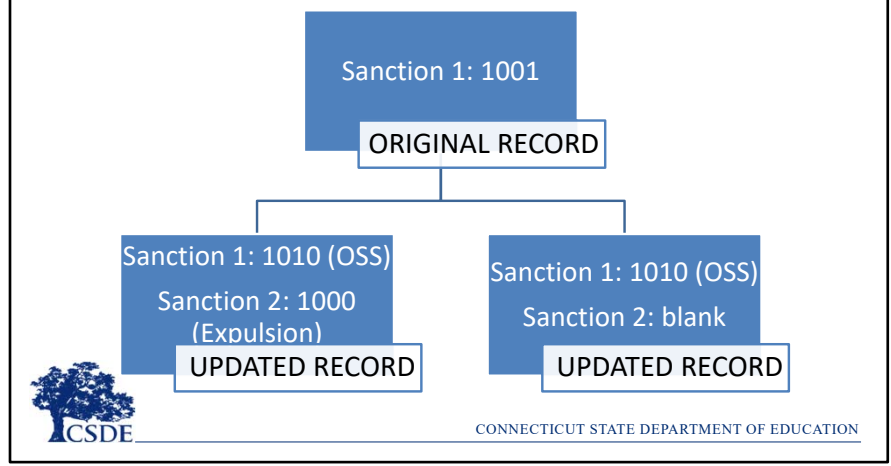 Sanction 1: 1001
ORIGINAL RECORD
Sanction 1: 1010 (OSS)
Sanction 2: 1000
(Expulsion)
UPDATED RECORD
Sanction 1: 1010 (OSS)
Sanction 2: blank
UPDATED RECORD
CSDE
CONNECTICUT STATE DEPARTMENT OF EDUCATION